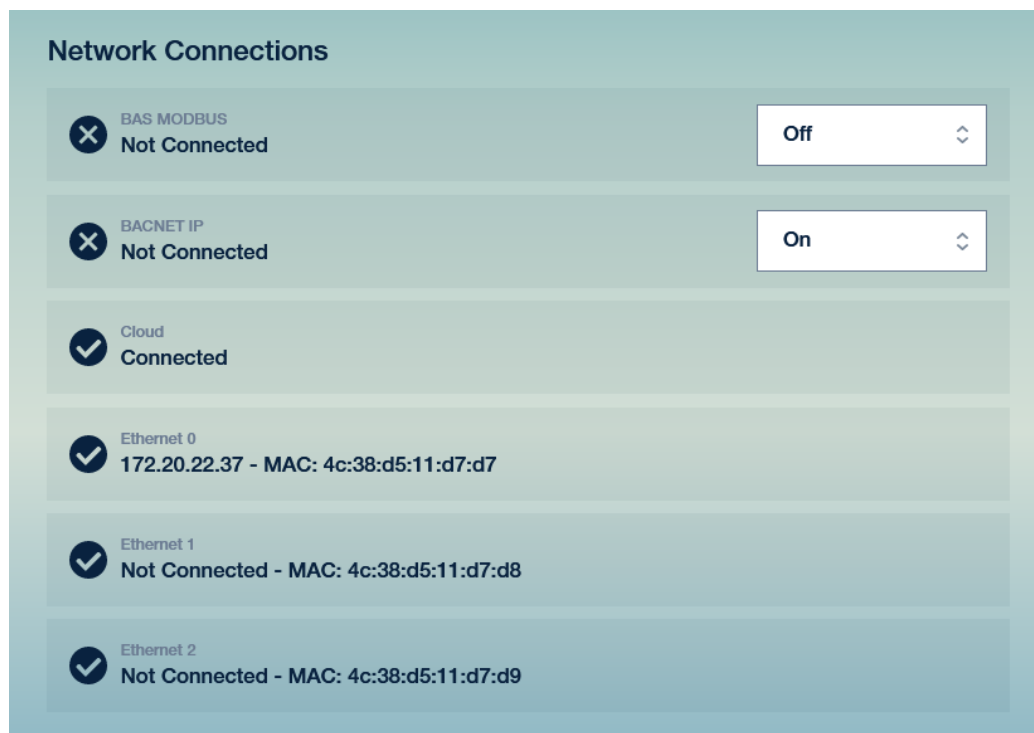 Network Connections
BAS MODBUS
Not Connected
Off
BACNET IP
Not Connected
On
Cloud
Connected
Ethernet 0
172.20.22.37 - MAC: 4c:38:d5:11:d7:d7
Ethernet 1
Not Connected - MAC: 4c:38:d5:11:d7:d8
Ethernet 2
Not Connected - MAC: 4c:38:d5:11:d7:d9